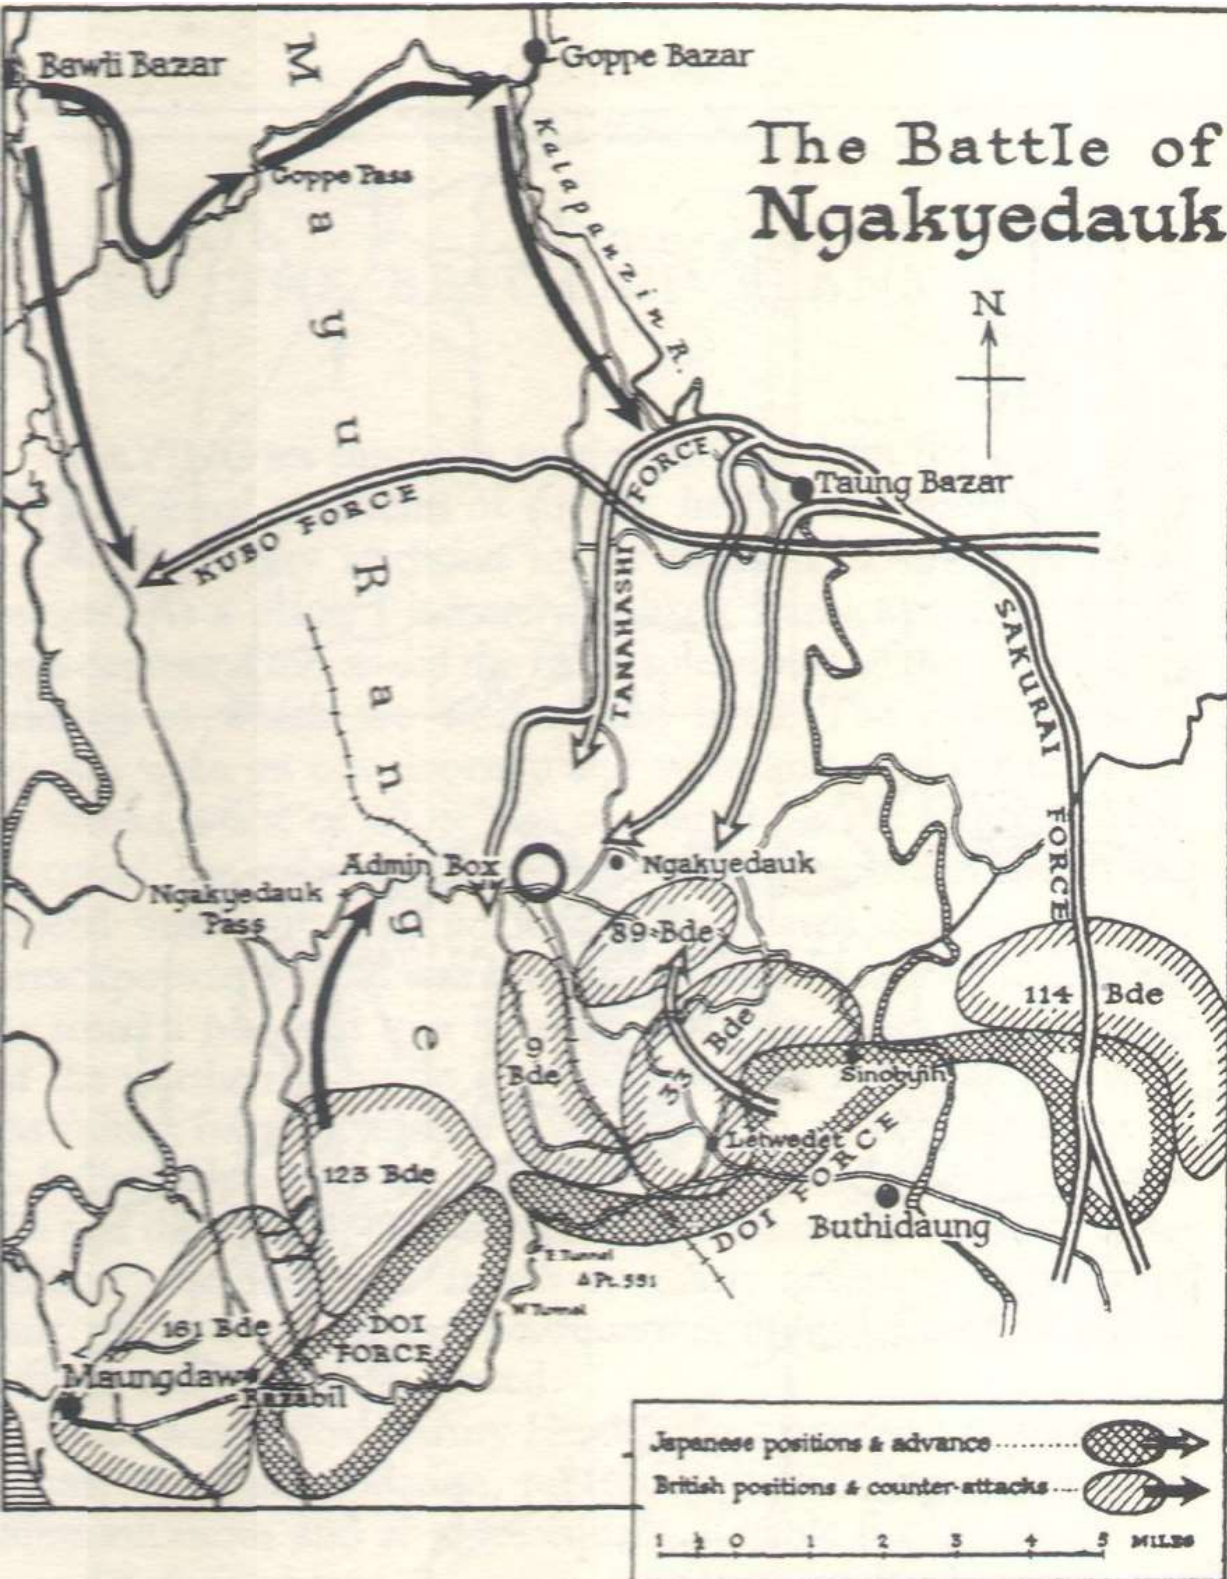 Bawli Bazar
Goppe Bazar
The Battle of
Ngakyedauk
Goppe Pass
Kalapanzin R.
N
Mayu Range
FORCE
Taung Bazar
KUBO FORCE
TANAHASHI
SAKURAI FORCE
Admin Box
Ngakyedauk
Ngakyedauk
Pass
89 Bde
114 Bde
9
Bde
33 Bde
Sinobyin
Letwedet
123 Bde
DOI FORCE
Buthidaung
E Tunnel
Pt. 551
W Tunnel
161 Bde
DOI
FORCE
Maungdaw
Razabil
Japanese positions & advance
British positions & counter-attacks
1 ½ 0 1 2 3 4 5 MILES